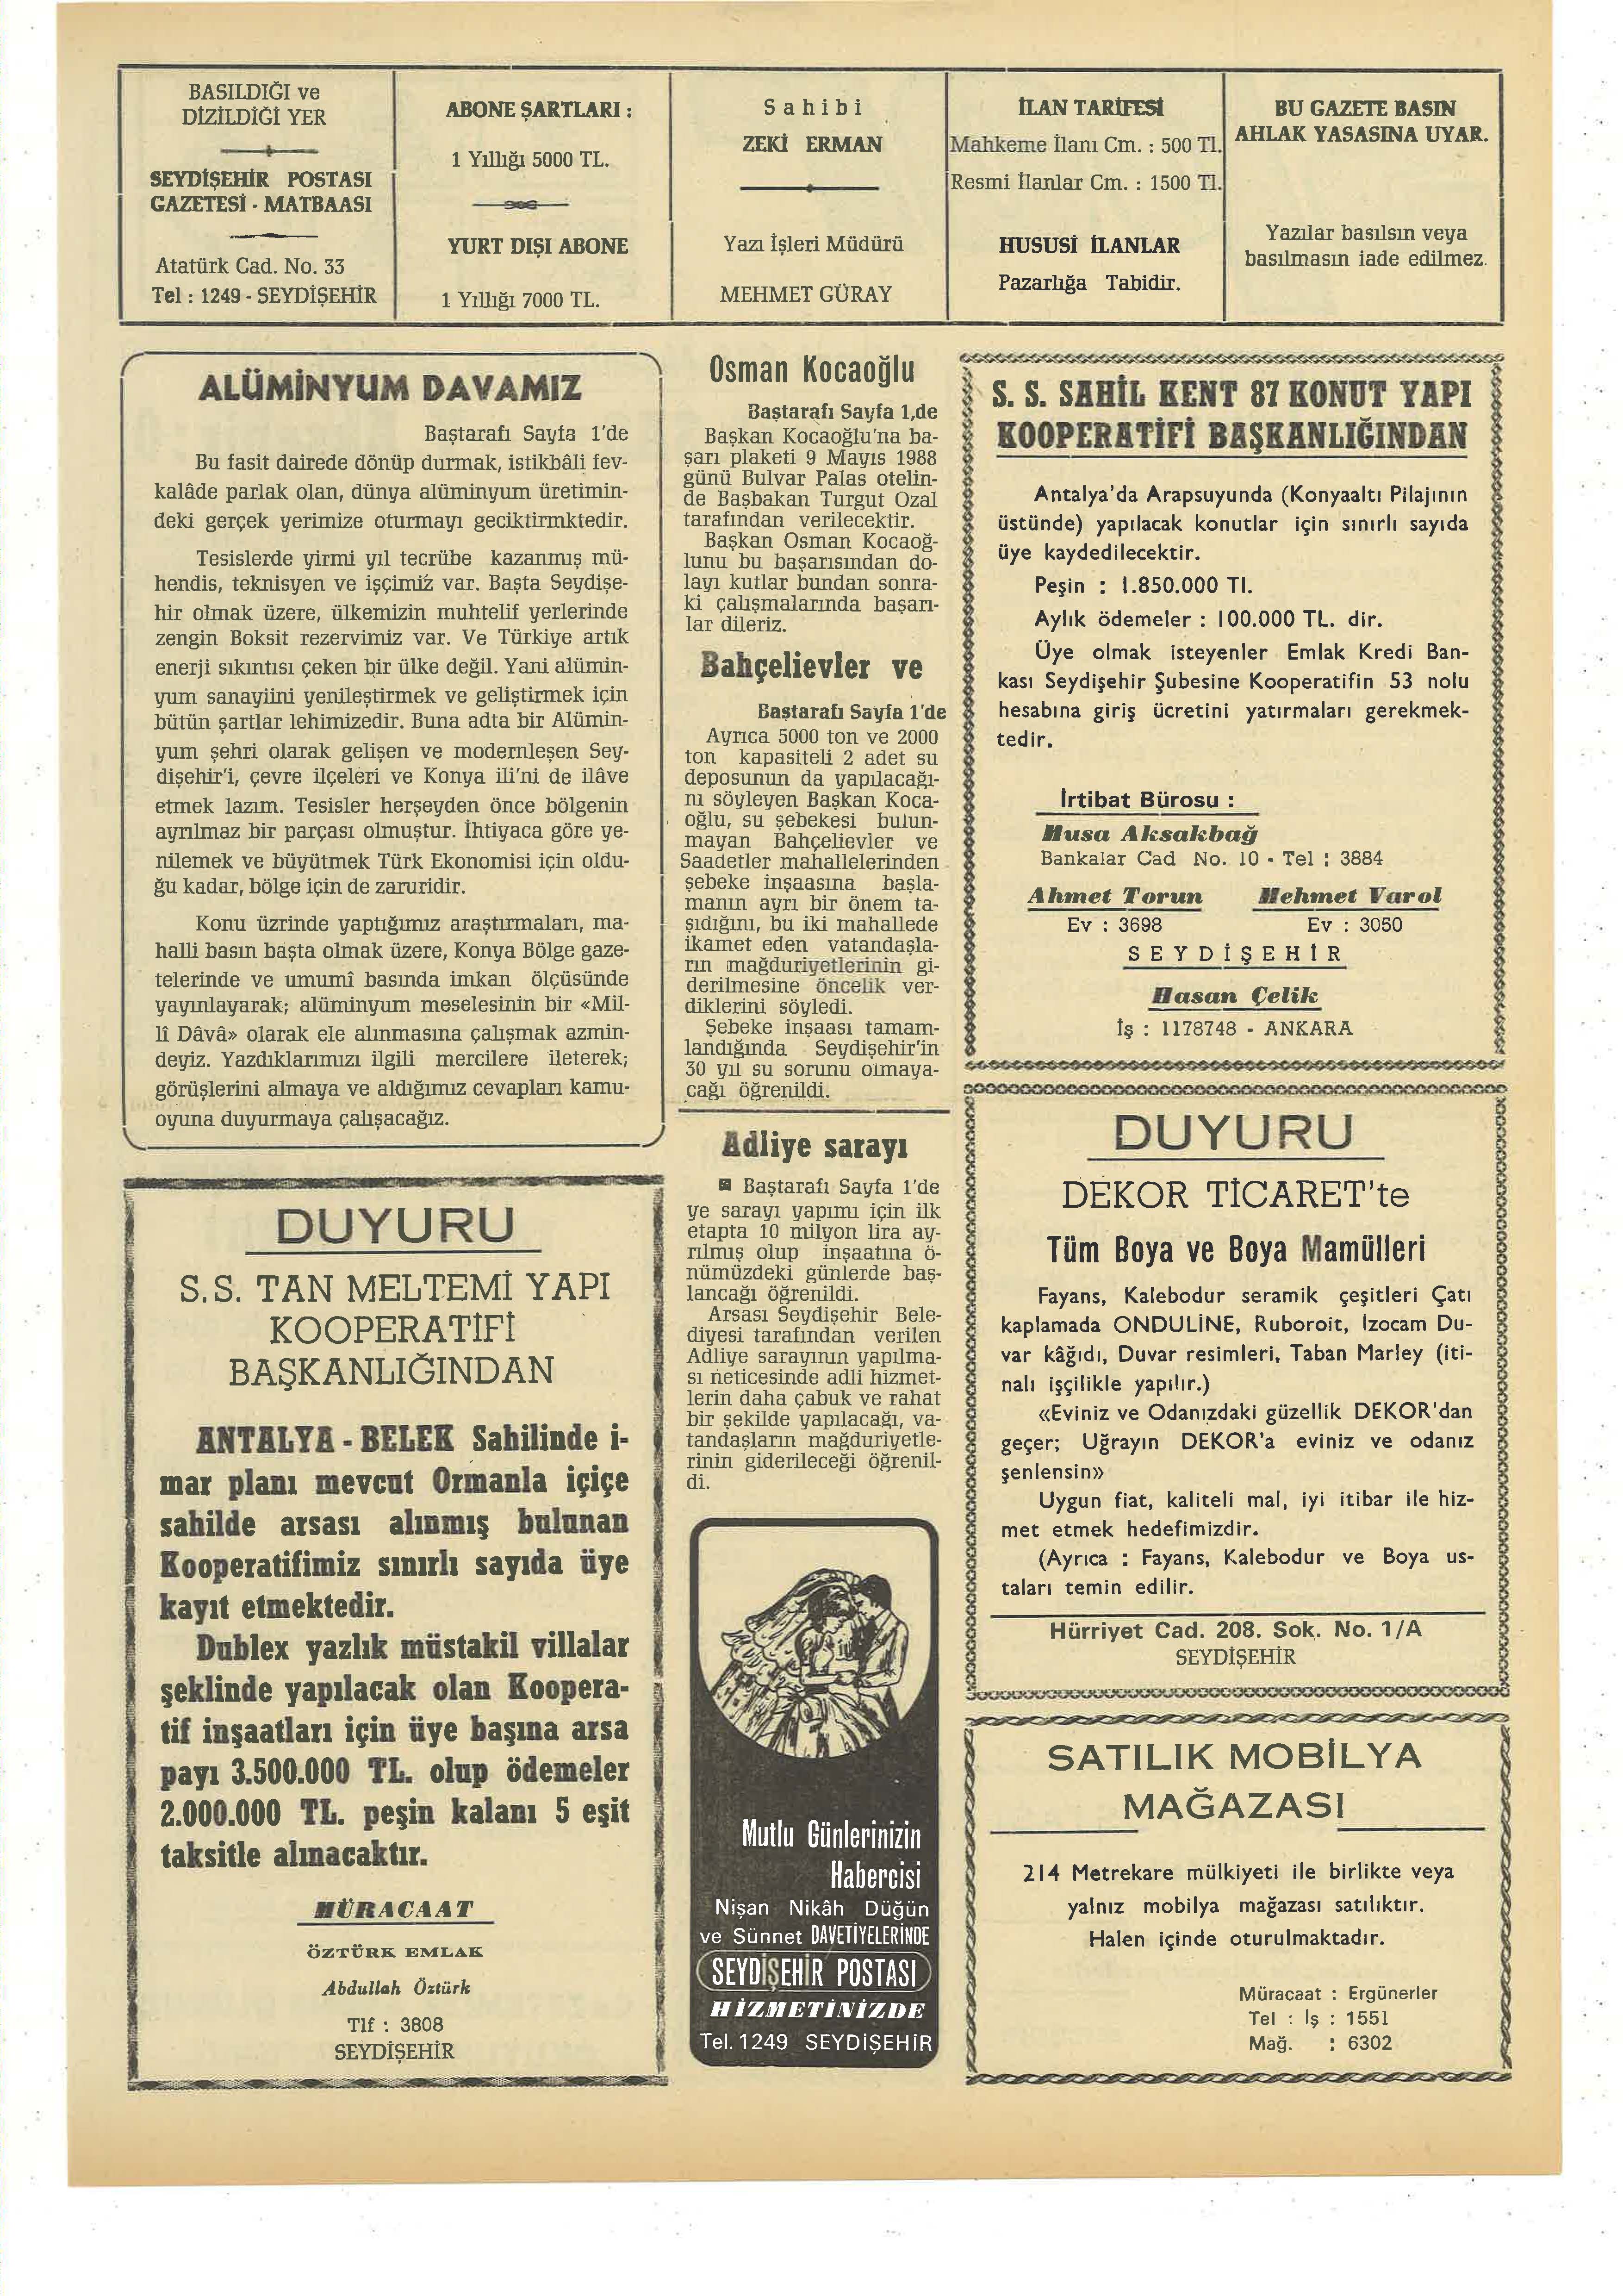 BASILDIĞI ve
DİZİLDİĞİ YER
SEYDİŞEHİR POSTASI
GAZETESİ - MATBAASI
Atatürk Cad. No. 33
Tel : 1249 - SEYDİŞEHİR
ABONE ŞARTLARI :
1 Yıllığı 5000 TL.
YURT DIŞI ABONE
1 Yıllığı 7000 TL.
Sahibi
ZEKİ ERMAN
Yazı İşleri Müdürü
MEHMET GÜRAY
İLAN TARİFESİ
Mahkeme İlanı Cm. : 500 Tl.
Resmi İlanlar Cm. : 1500 Tl.
HUSUSİ İLANLAR
Pazarlığa Tabidir.
BU GAZETE BASIN
AHLAK YASASINA UYAR.
Yazılar basılsın veya
basılmasın iade edilmez.
ALÜMİNYUM DAVAMIZ
Baştarafı Sayfa 1'de
Bu fasit dairede dönüp durmak, istikbâli fev-
kalâde parlak olan, dünya alüminyum üretimin-
deki gerçek yerimize oturmayı geciktirmktedir.
Tesislerde yirmi yıl tecrübe kazanmış mü-
hendis, teknisyen ve işçimiz var. Başta Seydişe-
hir olmak üzere, ülkemizin muhtelif yerlerinde
zengin Boksit rezervimiz var. Ve Türkiye artık
enerji sıkıntısı çeken bir ülke değil. Yani alümin-
yum sanayiini yenileştirmek ve geliştirmek için
bütün şartlar lehimizedir. Buna adta bir Alümin-
yum şehri olarak gelişen ve modernleşen Sey-
dişehir'i, çevre ilçeleri ve Konya ili'ni de ilâve
etmek lazım. Tesisler herşeyden önce bölgenin
ayrılmaz bir parçası olmuştur. İhtiyaca göre ye-
nilemek ve büyütmek Türk Ekonomisi için oldu-
ğu kadar, bölge için de zaruridir.
Konu üzrinde yaptığımız araştırmaları, ma-
halli basın başta olmak üzere, Konya Bölge gaze-
telerinde ve umumî basında imkan ölçüsünde
yayınlayarak; alüminyum meselesinin bir «Mil-
lî Dâvâ» olarak ele alınmasına çalışmak azmin-
deyiz. Yazdıklarımızı ilgili mercilere ileterek;
görüşlerini almaya ve aldığımız cevapları kamu-
oyuna duyurmaya çalışacağız.
DUYURU
S.S. TAN MELTEMİ YAPI
KOOPERATİFİ
BAŞKANLIĞINDAN
ANTALYA - BELEK Sahilinde i-
mar planı mevcut Ormanla içiçe
sahilde arsası alınmış bulunan
Kooperatifimiz sınırlı sayıda üye
kayıt etmektedir.
Dublex yazlık müstakil villalar
şeklinde yapılacak olan Koopera-
tif inşaatları için üye başına arsa
payı 3.500.000 TL. olup ödemeler
2.000.000 TL. peşin kalanı 5 eşit
taksitle alınacaktır.
MÜRACAAT
ÖZTÜRK EMLAK
Abdullah Öztürk
Tlf : 3808
SEYDİŞEHİR
Osman Kocaoğlu
Baştarafı Sayfa 1,de
Başkan Kocaoğlu'na ba-
şarı plaketi 9 Mayıs 1988
günü Bulvar Palas otelin-
de Başbakan Turgut Ozal
tarafından verilecektir.
Başkan Osman Kocaoğ-
lunu bu başarısından do-
layı kutlar bundan sonra-
ki çalışmalarında başarı-
lar dileriz.
Bahçelievler ve
Baştarafı Sayfa 1'de
Ayrıca 5000 ton ve 2000
ton kapasiteli 2 adet su
deposunun da yapılacağı-
nı söyleyen Başkan Koca-
oğlu, su şebekesi bulun-
mayan Bahçelievler ve
Saadetler mahallelerinden
şebeke inşaasına başla-
manın ayrı bir önem ta-
şıdığını, bu iki mahallede
ikamet eden vatandaşla-
rın mağduriyetlerinin gi-
derilmesine öncelik ver-
diklerini söyledi.
Şebeke inşaası tamam-
landığında Seydişehir'in
30 yıl su sorunu olmaya-
cağı öğrenildi.
Adliye sarayı
Baştarafı Sayfa 1'de
ye sarayı yapımı için ilk
etapta 10 milyon lira ay-
rılmış olup inşaatına ö-
nümüzdeki günlerde baş-
lancağı öğrenildi.
Arsası Seydişehir Bele-
diyesi tarafından verilen
Adliye sarayının yapılma-
sı neticesinde adli hizmet-
lerin daha çabuk ve rahat
bir şekilde yapılacağı, va-
tandaşların mağduriyetle-
rinin giderileceği öğrenil-
di.
Mutlu Günlerinizin
Habercisi
Nişan Nikâh Düğün
ve Sünnet DAVETİYELERİNDE
SEYDİŞEHİR POSTASI
HİZMETİNİZDE
Tel. 1249 SEYDİŞEHİR
S. S. SAHİL KENT 87 KONUT YAPI
KOOPERATİFİ BAŞKANLIĞINDAN
Antalya'da Arapsuyunda (Konyaaltı Pilajının
üstünde) yapılacak konutlar için sınırlı sayıda
üye kaydedilecektir.
Peşin : 1.850.000 Tl.
Aylık ödemeler : 100.000 TL. dir.
Üye olmak isteyenler Emlak Kredi Ban-
kası Seydişehir Şubesine Kooperatifin 53 nolu
hesabına giriş ücretini yatırmaları gerekmek-
tedir.
İrtibat Bürosu :
Musa Aksakbağ
Bankalar Cad No. 10 - Tel : 3884
Ahmet Torun Mehmet Varol
Ev : 3698 Ev : 3050
SEYDİŞEHİR
Hasan Çelik
İş : 1178748 - ANKARA
DUYURU
DEKOR TİCARET'te
Tüm Boya ve Boya Mamülleri
Fayans, Kalebodur seramik çeşitleri Çatı
kaplamada ONDULİNE, Ruboroit, İzocam Du-
var kâğıdı, Duvar resimleri, Taban Marley (iti-
nalı işçilikle yapılır.)
«Eviniz ve Odanızdaki güzellik DEKOR'dan
geçer; Uğrayın DEKOR'a eviniz ve odanız
şenlensin»
Uygun fiat, kaliteli mal, iyi itibar ile hiz-
met etmek hedefimizdir.
(Ayrıca : Fayans, Kalebodur ve Boya us-
taları temin edilir.
Hürriyet Cad. 208. Sok. No. 1/A
SEYDİŞEHİR
SATILIK MOBİLYA
MAĞAZASI
214 Metrekare mülkiyeti ile birlikte veya
yalnız mobilya mağazası satılıktır.
Halen içinde oturulmaktadır.
Müracaat : Ergünerler
Tel : İş : 1551
Mağ. : 6302